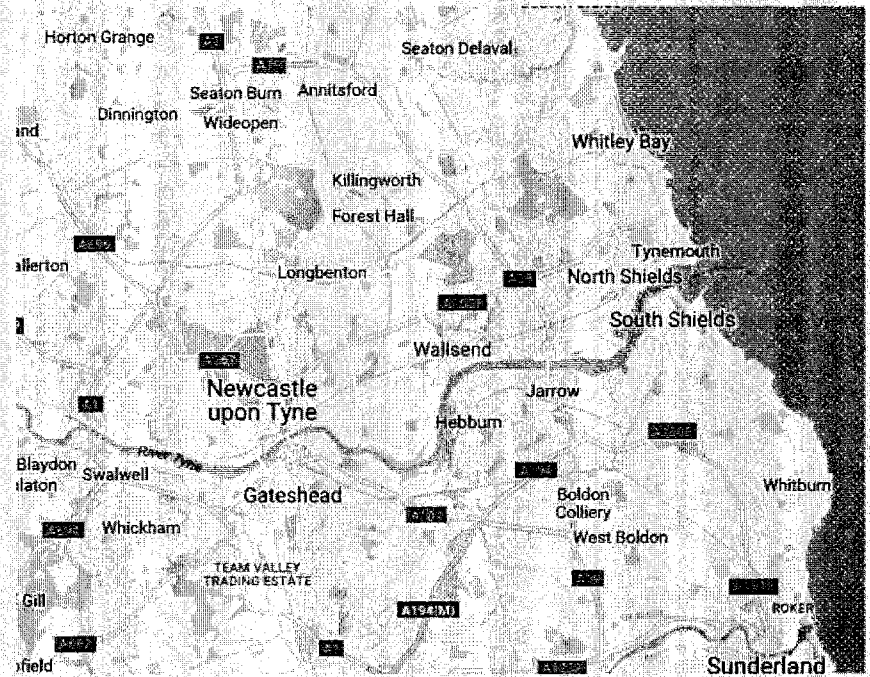 Horton Grange
Seaton Delaval
Seaton Burn
Annitsford
Dinnington
Wideopen
Whitley Bay
Killingworth
Forest Hall
Tynemouth
Longbenton
North Shields
South Shields
Wallsend
Newcastle
upon Tyne
Jarrow
Hebburn
River Tyne
Blaydon
Swalwell
Gateshead
Whitburn
Boldon
Colliery
Whickham
West Boldon
TEAM VALLEY
TRADING ESTATE
Gill
A194(M)
ROKER
Sunderland